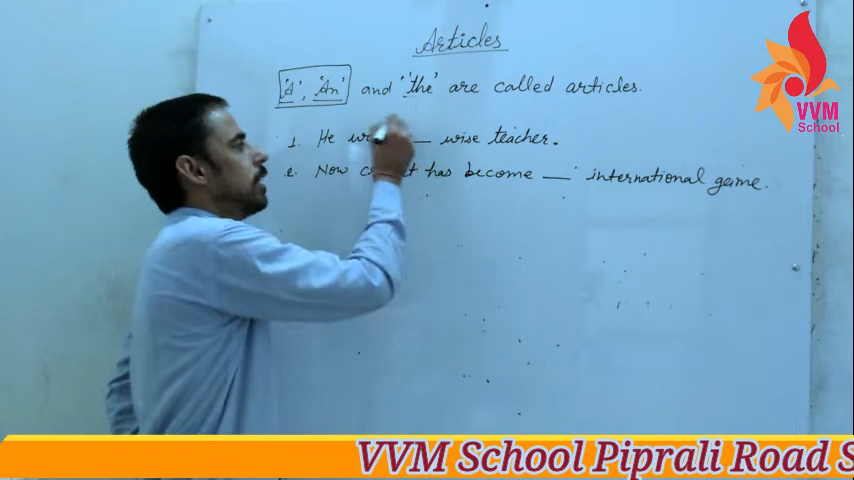 Articles
'A', 'An' and 'the' are called articles.
1. He wise teacher.
2. Now has become __ international game.
VVM
School
VVM School Piprali Road S